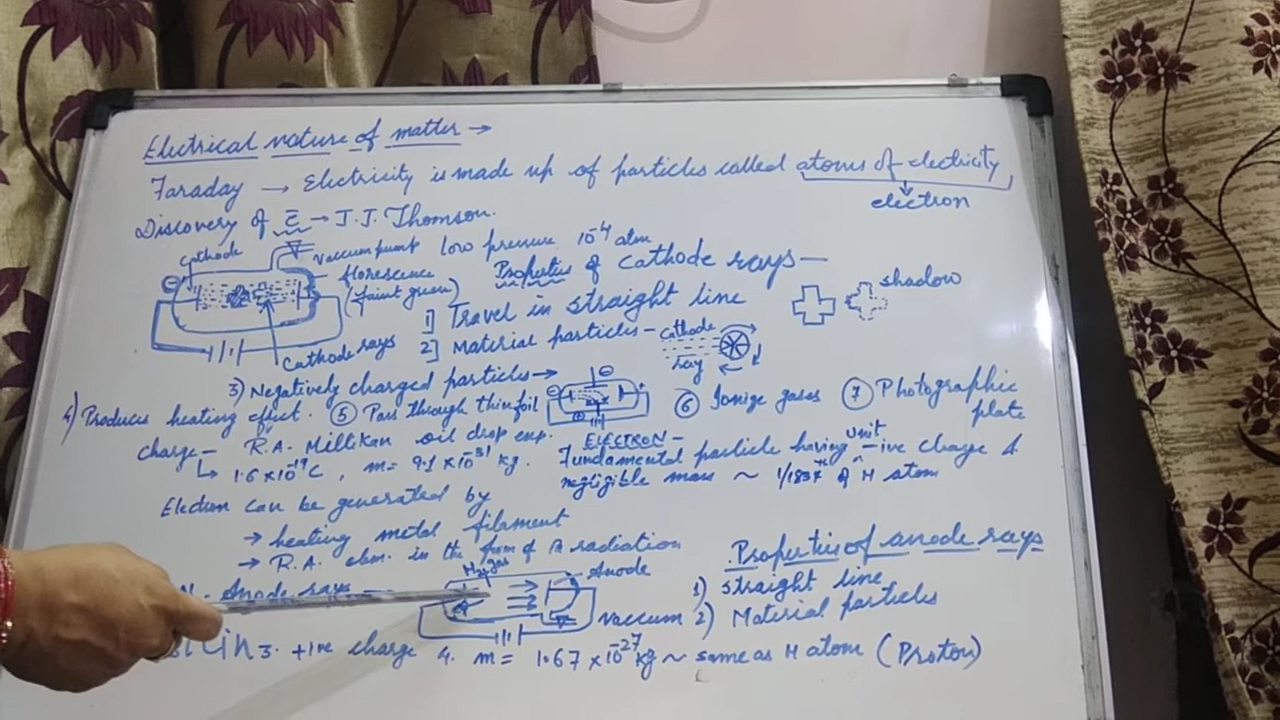 Electrical nature of matter →
Faraday → Electricity is made up of particles called atoms of electricity
electron
Discovery of ē → J.J. Thomson.
Cathode
Vaccum pump low pressure 10⁻⁴ atm
florescence
(faint green)
Cathode rays
Properties of cathode rays —
1] Travel in straight line
shadow
2] Material particles —
cathode
ray
3) Negatively charged particles →
4) Produces heating effect. ⑤ Pass through thin foil
⑥ Ionize gases ⑦ Photographic
plate
charge — R.A. Millikan oil drop exp.
↳ 1.6×10⁻¹⁹C, m = 9.1×10⁻³¹ kg.
ELECTRON —
Fundamental particle having unit -ive charge &
negligible mass ~ 1/1837th of H atom
Electron can be generated by
→ heating metal filament
→ R.A. elem. in the form of β radiation
Anode rays —
H₂ gas
Anode
Vaccum
Properties of anode rays
1) straight line
2) Material particles
3. +ive charge 4. m = 1.67 ×10⁻²⁷ kg ~ same as H atom (Proton)